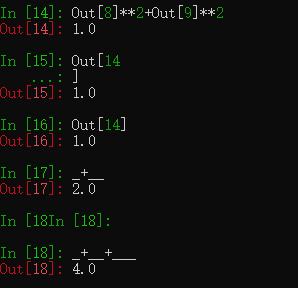 In [14]: Out[8]**2+Out[9]**2
Out[14]: 1.0
In [15]: Out[14
...: ]
Out[15]: 1.0
In [16]: Out[14]
Out[16]: 1.0
In [17]: _+__
Out[17]: 2.0
In [18In [18]:
In [18]: _+__+___
Out[18]: 4.0